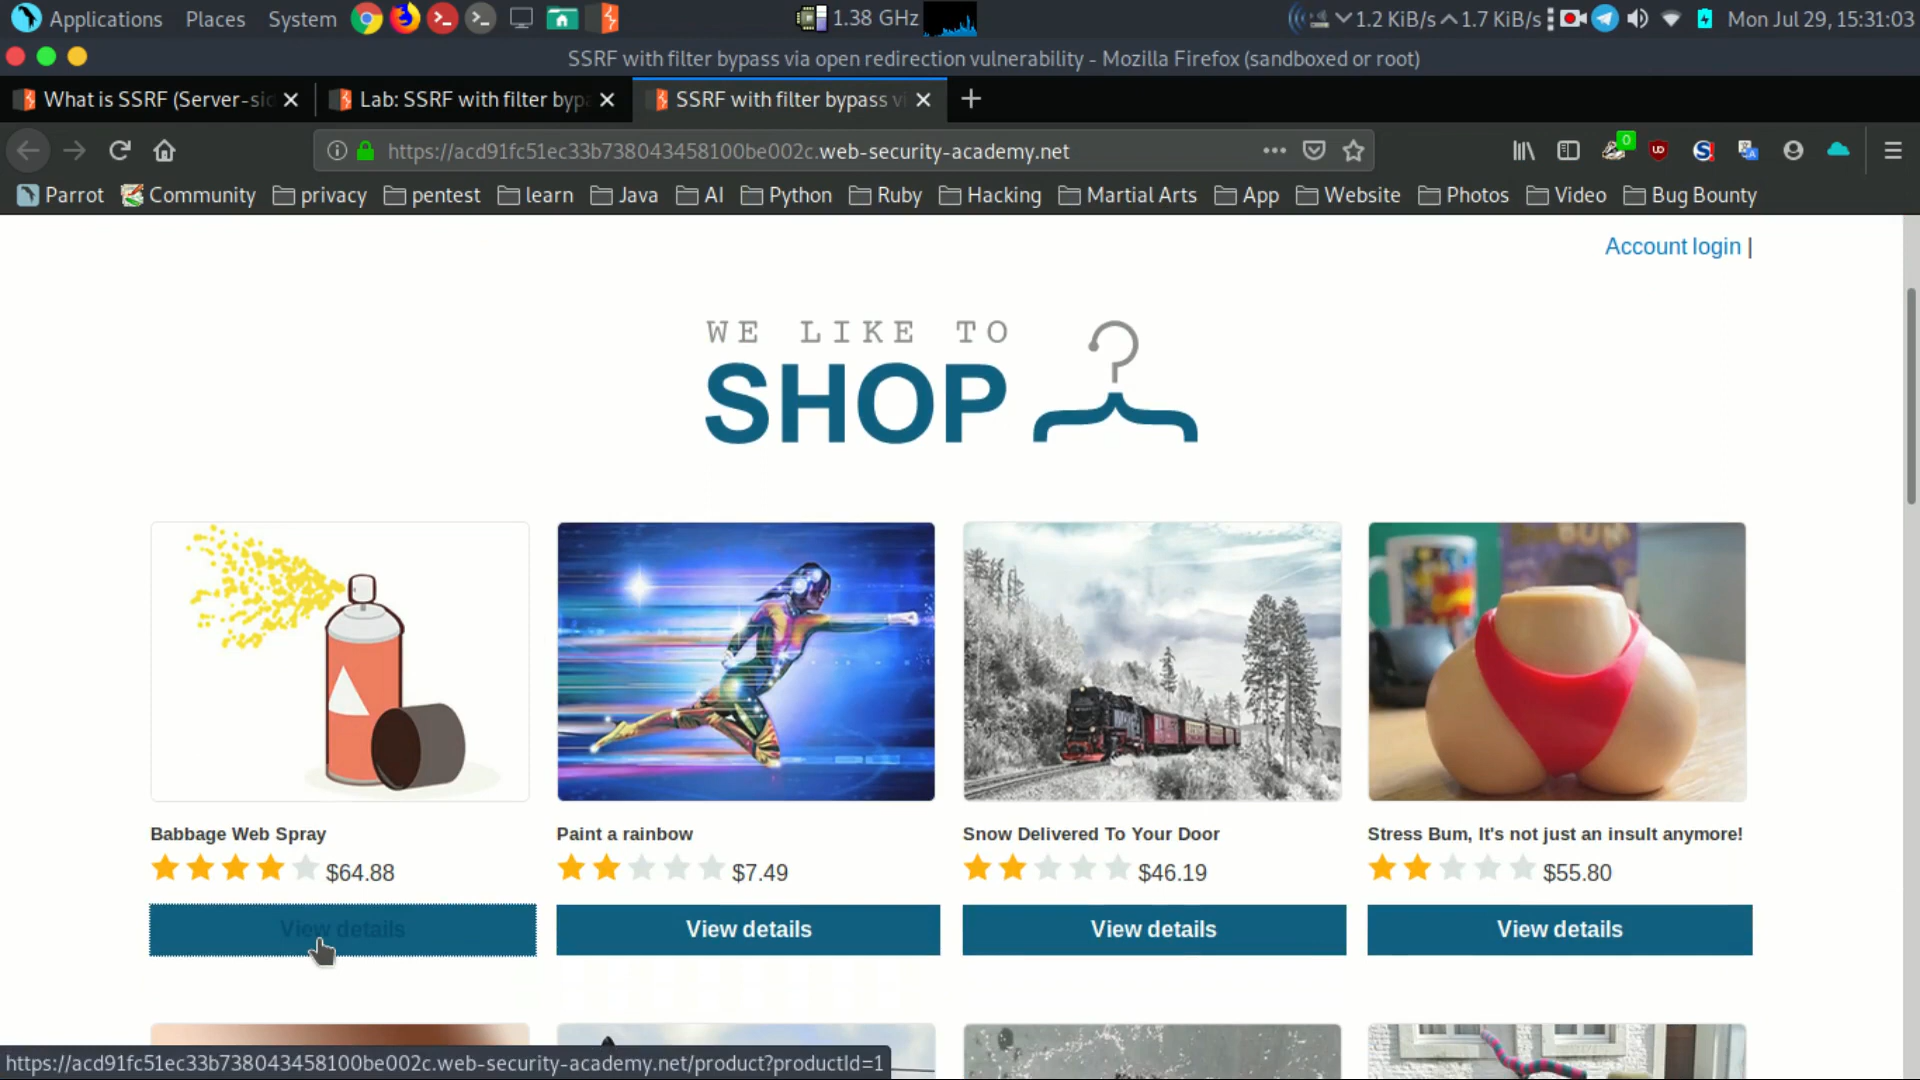 Applications Places System 1.38 GHz 1.2 KiB/s 1.7 KiB/s Mon Jul 29, 15:31:03
SSRF with filter bypass via open redirection vulnerability - Mozilla Firefox (sandboxed or root)
What is SSRF (Server-sid Lab: SSRF with filter bypa SSRF with filter bypass vi
https://acd91fc51ec33b738043458100be002c.web-security-academy.net 0
Parrot Community privacy pentest learn Java AI Python Ruby Hacking Martial Arts App Website Photos Video Bug Bounty
Account login |
WE LIKE TO
SHOP
Babbage Web Spray Paint a rainbow Snow Delivered To Your Door Stress Bum, It's not just an insult anymore!
$64.88 $7.49 $46.19 $55.80
View details View details View details View details
https://acd91fc51ec33b738043458100be002c.web-security-academy.net/product?productId=1